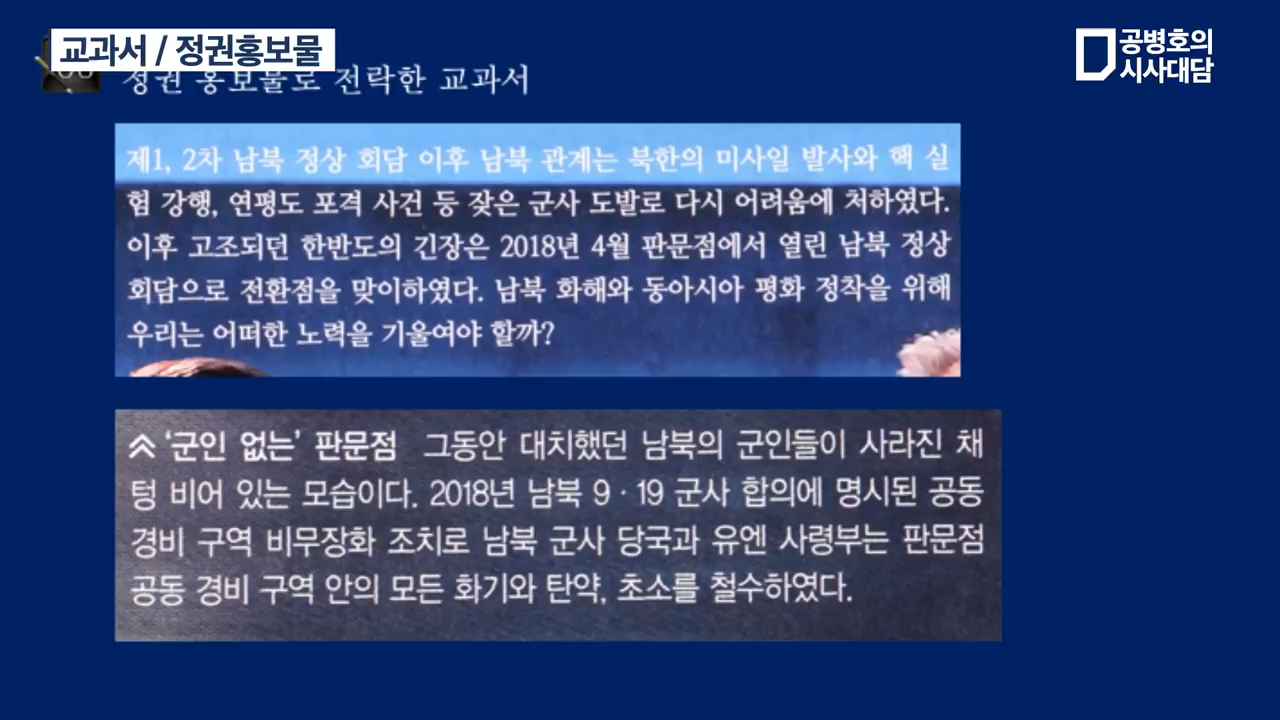 교과서 / 정권홍보물
공병호의
시사대담
정권 홍보물로 전락한 교과서
제1, 2차 남북 정상 회담 이후 남북 관계는 북한의 미사일 발사와 핵 실
험 강행, 연평도 포격 사건 등 잦은 군사 도발로 다시 어려움에 처하였다.
이후 고조되던 한반도의 긴장은 2018년 4월 판문점에서 열린 남북 정상
회담으로 전환점을 맞이하였다. 남북 화해와 동아시아 평화 정착을 위해
우리는 어떠한 노력을 기울여야 할까?
‘군인 없는’ 판문점 그동안 대치했던 남북의 군인들이 사라진 채
텅 비어 있는 모습이다. 2018년 남북 9·19 군사 합의에 명시된 공동
경비 구역 비무장화 조치로 남북 군사 당국과 유엔 사령부는 판문점
공동 경비 구역 안의 모든 화기와 탄약, 초소를 철수하였다.